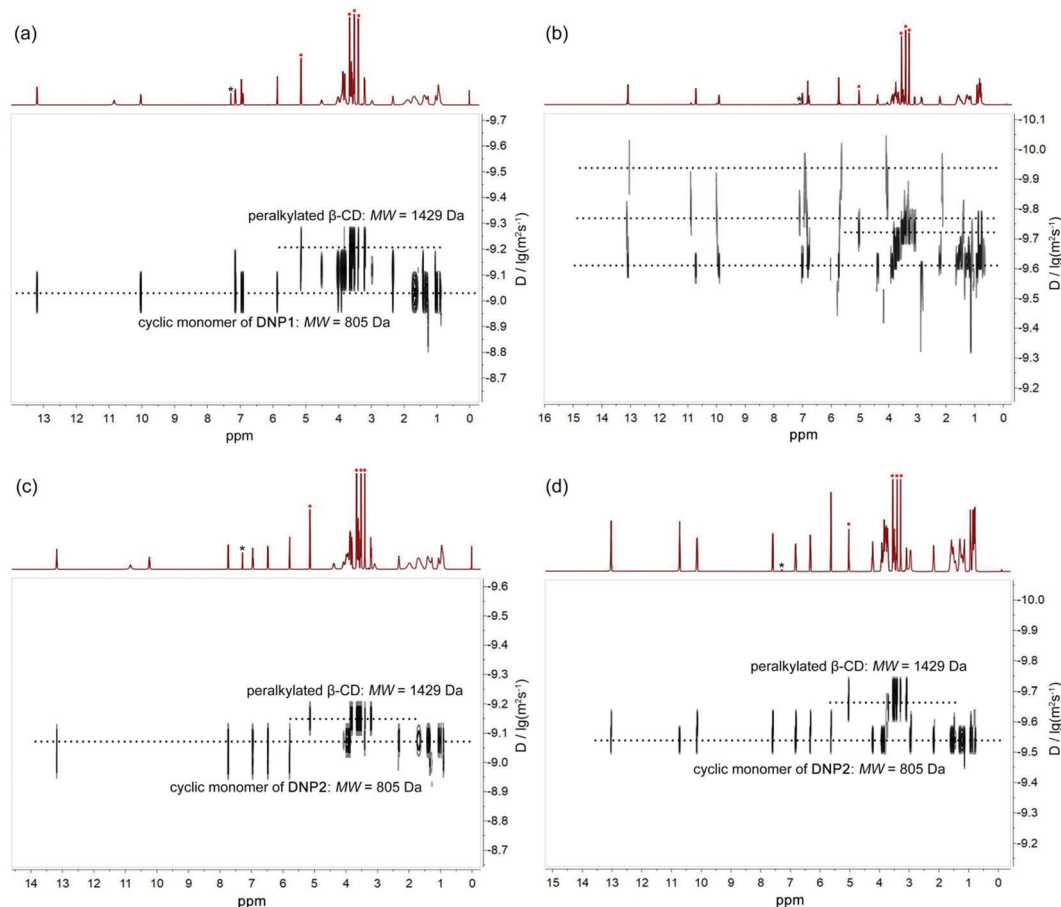 (a)
peralkylated β-CD: MW = 1429 Da
cyclic monomer of DNP1: MW = 805 Da
-9.7
-9.6
-9.5
-9.4
-9.3
-9.2
-9.1
-9.0
-8.9
-8.8
-8.7
D / lg(m²s⁻¹)
13 12 11 10 9 8 7 6 5 4 3 2 1 0
ppm
(b)
-10.1
-10.0
-9.9
-9.8
-9.7
-9.6
-9.5
-9.4
-9.3
-9.2
D / lg(m²s⁻¹)
16 15 14 13 12 11 10 9 8 7 6 5 4 3 2 1 0
ppm
(c)
peralkylated β-CD: MW = 1429 Da
cyclic monomer of DNP2: MW = 805 Da
-9.6
-9.5
-9.4
-9.3
-9.2
-9.1
-9.0
-8.9
-8.8
-8.7
D / lg(m²s⁻¹)
14 13 12 11 10 9 8 7 6 5 4 3 2 1 0
ppm
(d)
peralkylated β-CD: MW = 1429 Da
cyclic monomer of DNP2: MW = 805 Da
-10.0
-9.9
-9.8
-9.7
-9.6
-9.5
-9.4
-9.3
-9.2
D / lg(m²s⁻¹)
15 14 13 12 11 10 9 8 7 6 5 4 3 2 1 0
ppm